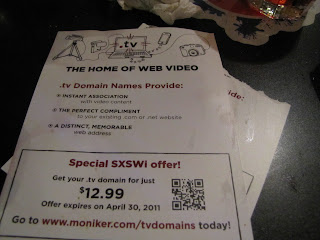 .tv
THE HOME OF WEB VIDEO
.tv Domain Names Provide:
INSTANT ASSOCIATION
with video content
THE PERFECT COMPLIMENT
to your existing .com or .net website
A DISTINCT, MEMORABLE
web address
Special SXSWi offer!
Get your .tv domain for just
$12.99
Offer expires on April 30, 2011
Go to www.moniker.com/tvdomains today!